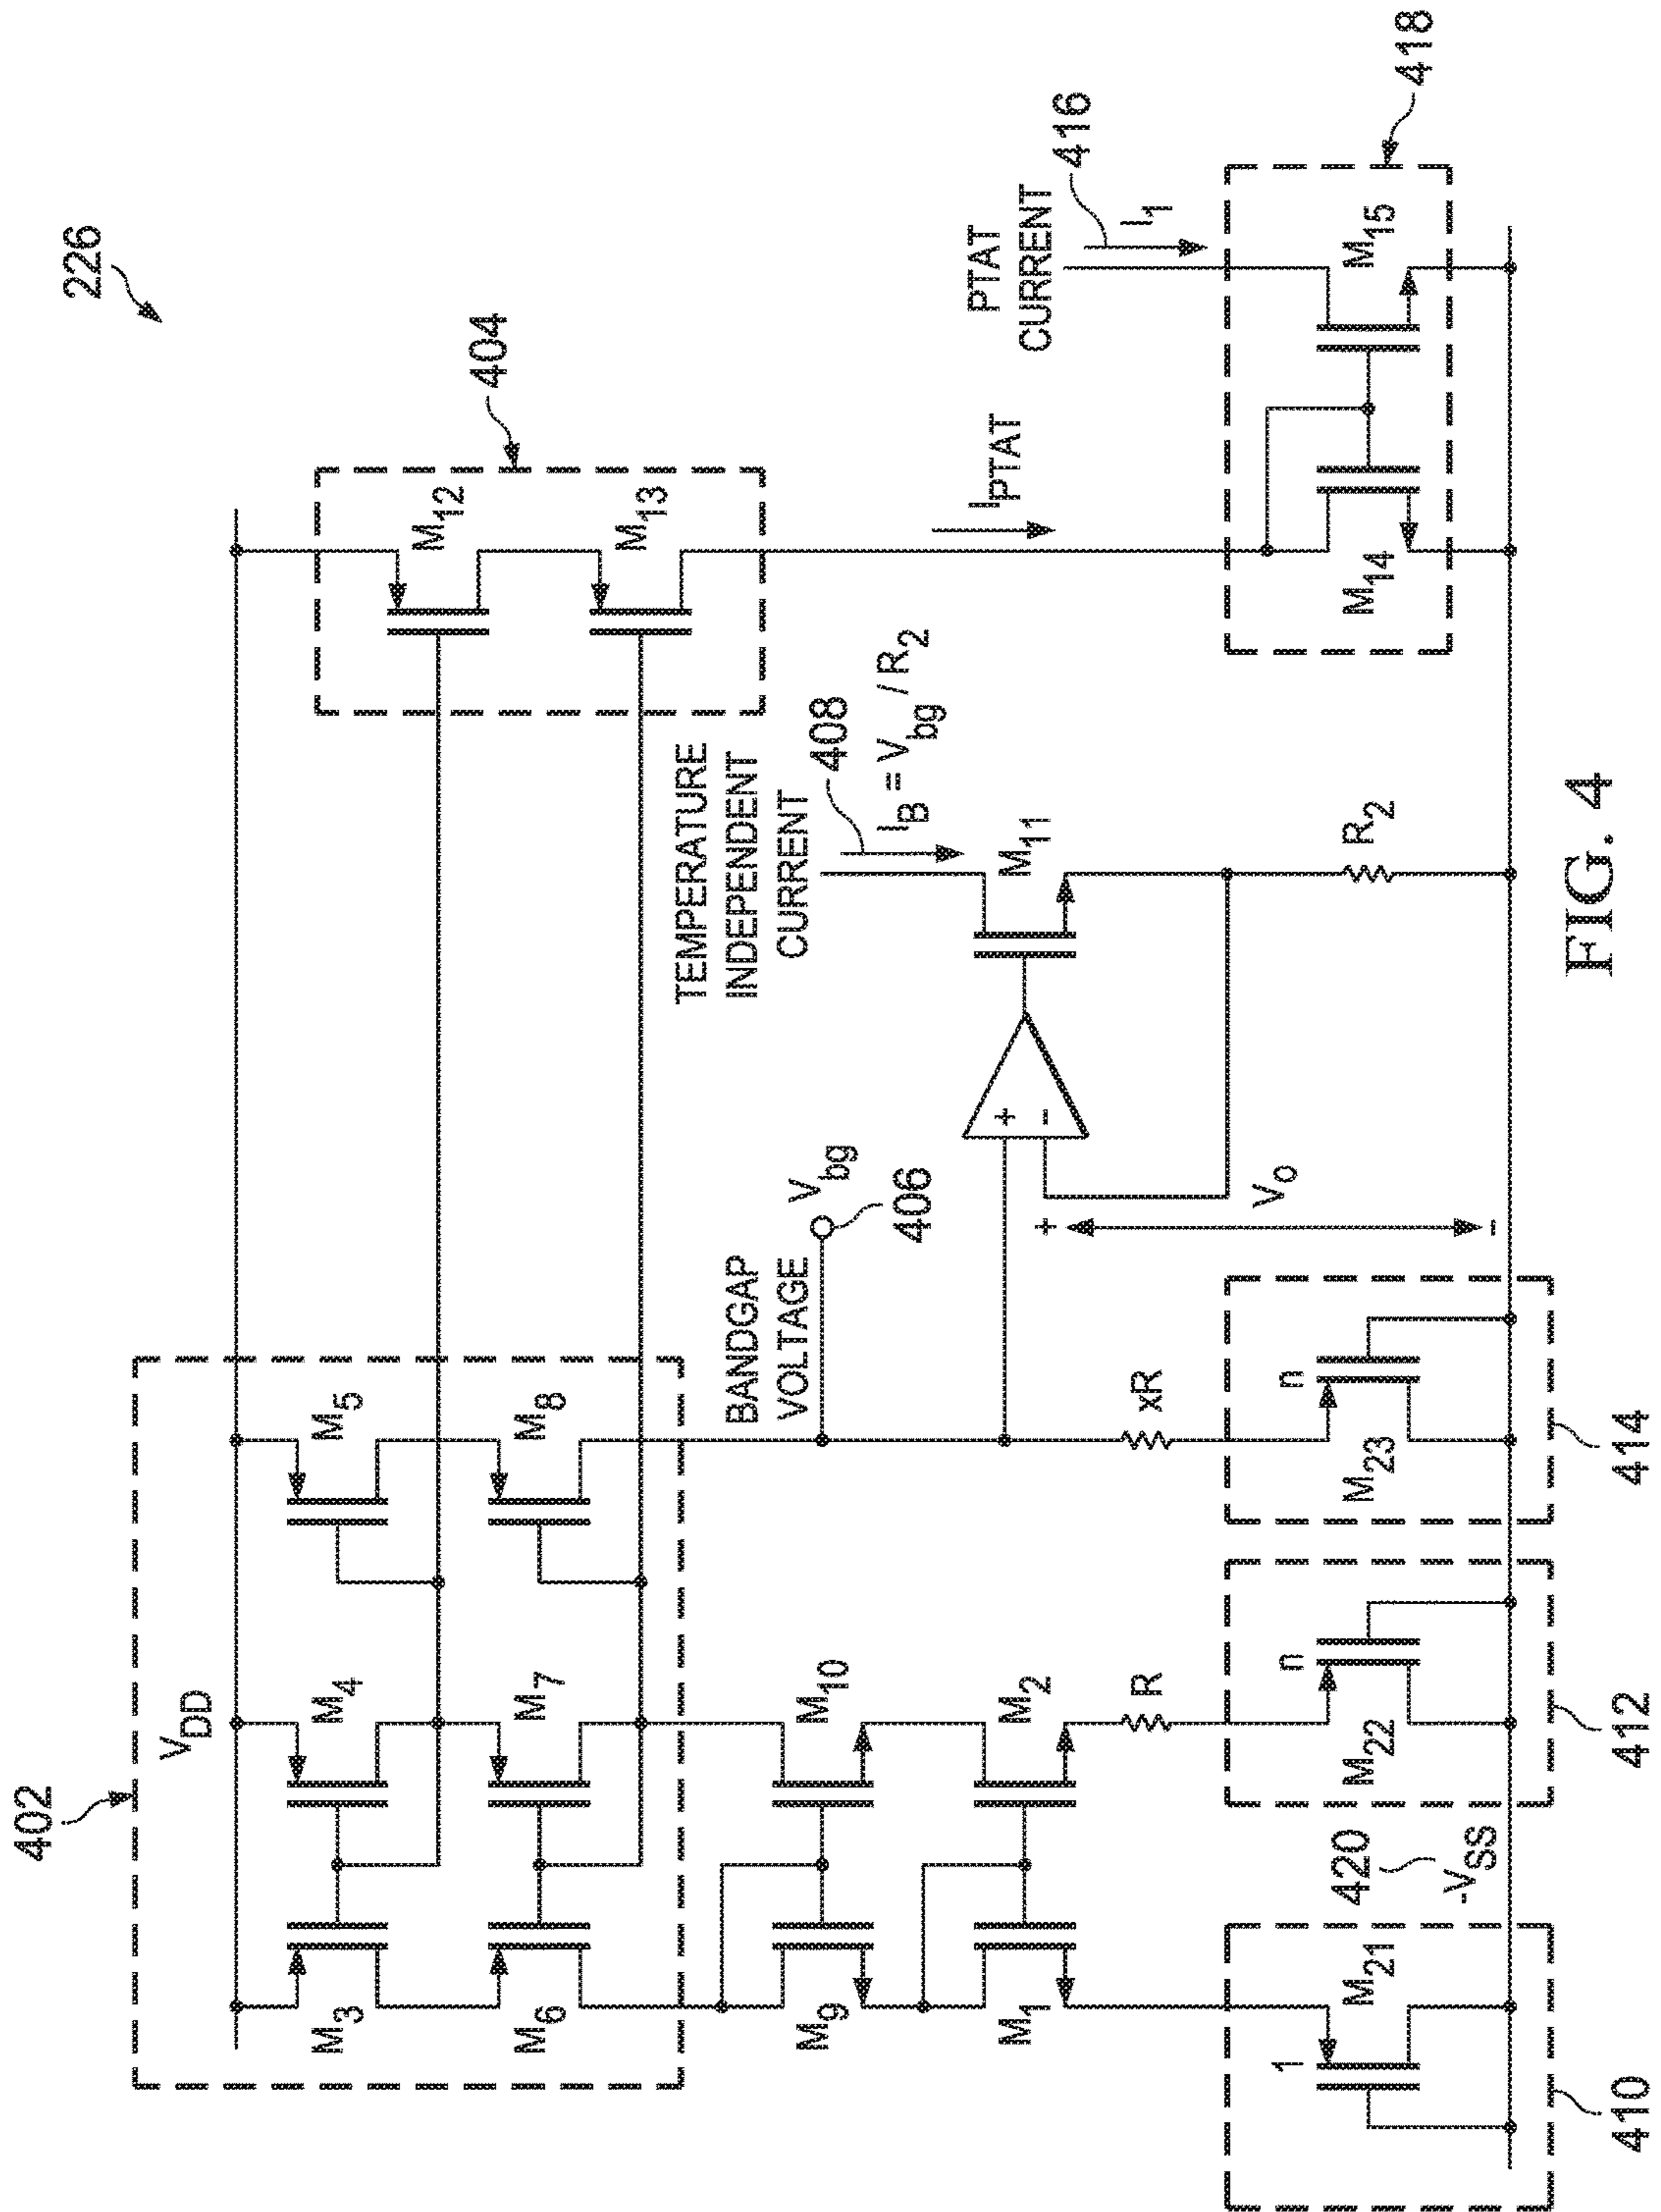 226
402
VDD
404
M3
M4
M5
M12
M6
M7
M8
M13
BANDGAP
VOLTAGE
Vbg
406
TEMPERATURE
INDEPENDENT
CURRENT
408
IB = Vbg / R2
IPTAT
PTAT
CURRENT
416
I1
M9
M10
M1
M2
+
-
M11
R
xR
+
Vo
-
R2
418
1
M21
n
M22
n
M23
M14
M15
420
-VSS
410
412
414
FIG. 4